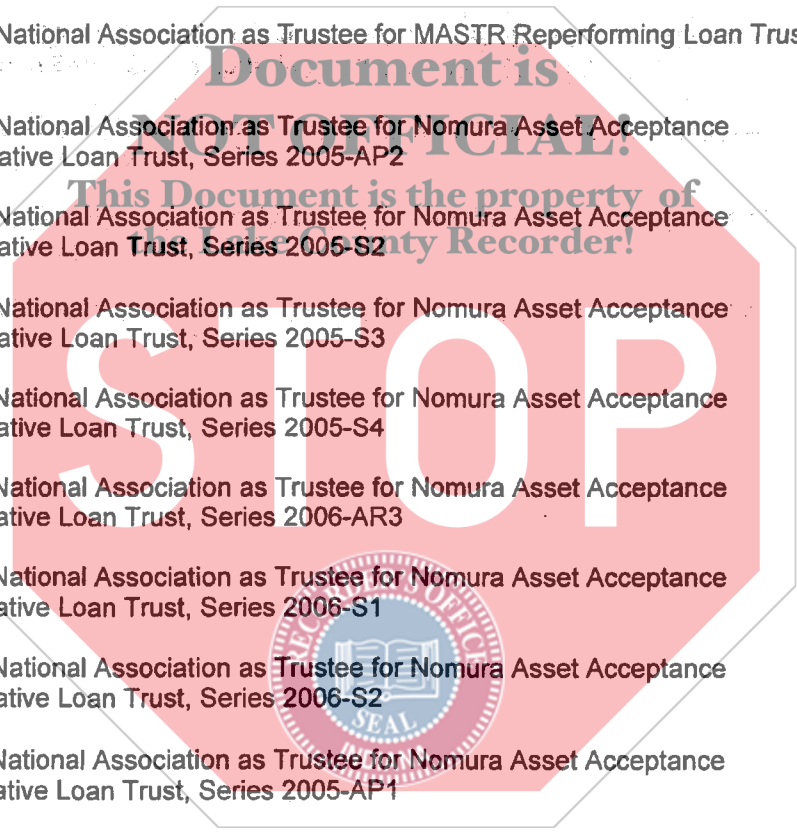 National Association as Trustee for MASTR Reperforming Loan Trus
Document is
NOT OFFICIAL!
National Association as Trustee for Nomura Asset Acceptance
ative Loan Trust, Series 2005-AP2
This Document is the property of
the Lake County Recorder!
National Association as Trustee for Nomura Asset Acceptance
ative Loan Trust, Series 2005-S2
National Association as Trustee for Nomura Asset Acceptance
ative Loan Trust, Series 2005-S3
STOP
National Association as Trustee for Nomura Asset Acceptance
ative Loan Trust, Series 2005-S4
National Association as Trustee for Nomura Asset Acceptance
ative Loan Trust, Series 2006-AR3
National Association as Trustee for Nomura Asset Acceptance
ative Loan Trust, Series 2006-S1
RECORDER'S OFFICE
National Association as Trustee for Nomura Asset Acceptance
ative Loan Trust, Series 2006-S2
SEAL
National Association as Trustee for Nomura Asset Acceptance
ative Loan Trust, Series 2005-AP1